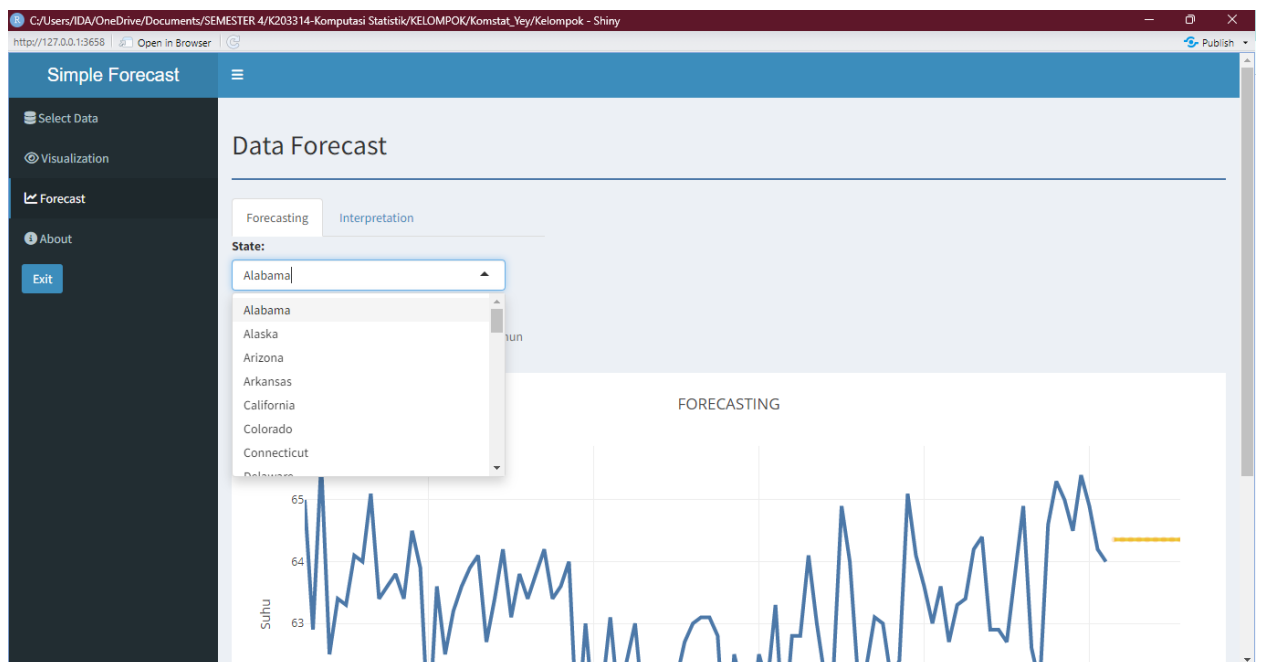 C:/Users/IDA/OneDrive/Documents/SEMESTER 4/K203314-Komputasi Statistik/KELOMPOK/Komstat_Yey/Kelompok - Shiny
http://127.0.0.1:3658 Open in Browser Publish
Simple Forecast
Select Data
Visualization
Forecast
About
Exit
Data Forecast
Forecasting Interpretation
State:
Alabama
Alabama
Alaska
Arizona
Arkansas
California
Colorado
Connecticut
Delaware
FORECASTING
65
64
63
Suhu